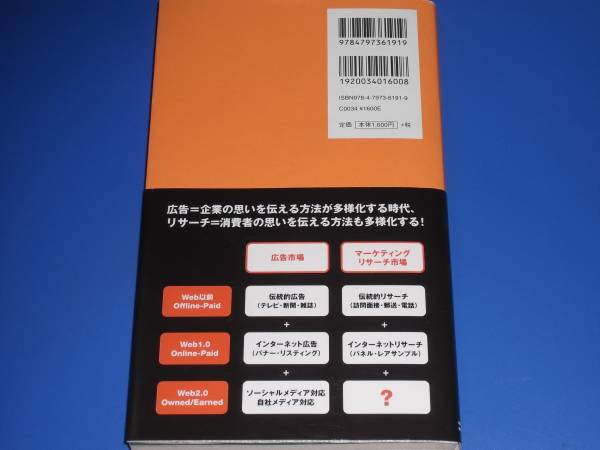 9784797361919
1920034016008
ISBN978-4-7973-6191-9
C0034 ¥1600E
定価 本体1,600円 +税
広告＝企業の思いを伝える方法が多様化する時代、
リサーチ＝消費者の思いを伝える方法も多様化する！
広告市場
マーケティング
リサーチ市場
Web以前
Offline-Paid
伝統的広告
（テレビ・新聞・雑誌）
伝統的リサーチ
（訪問面接・郵送・電話）
+ +
Web1.0
Online-Paid
インターネット広告
（バナー・リスティング）
インターネットリサーチ
（パネル・レアサンプル）
+ +
Web2.0
Owned/Earned
ソーシャルメディア対応
自社メディア対応
?